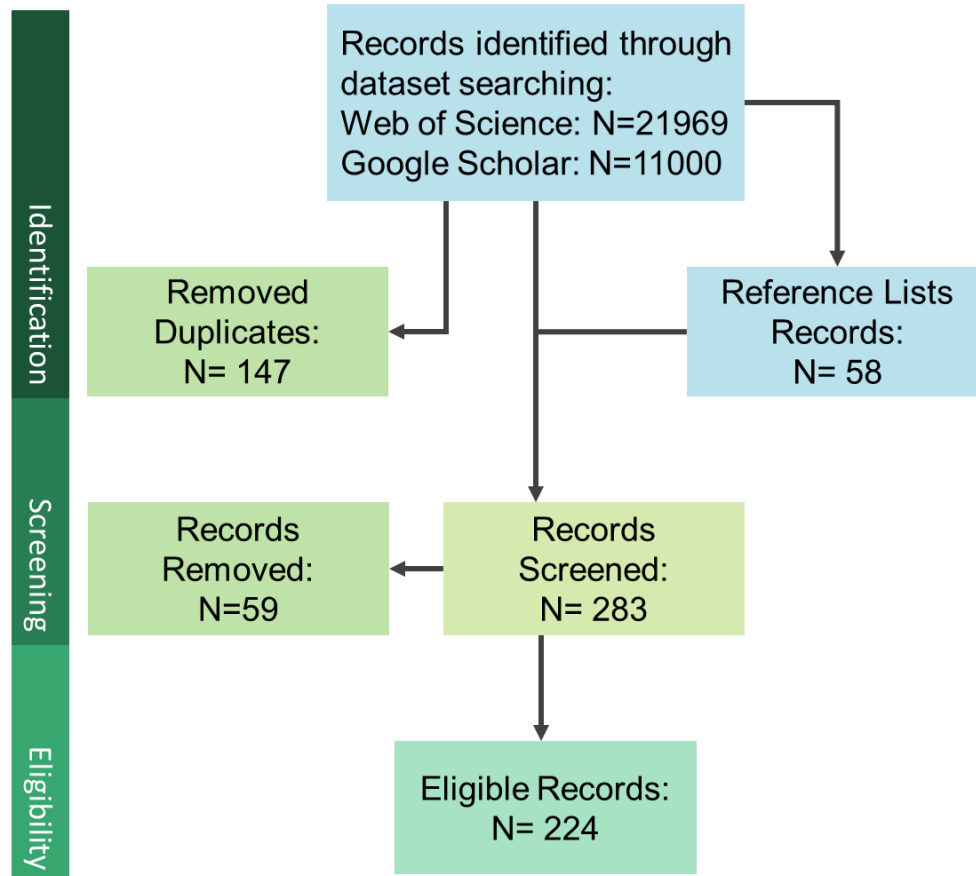 Records identified through
dataset searching:
Web of Science: N=21969
Google Scholar: N=11000
Identification
Removed
Duplicates:
N= 147
Reference Lists
Records:
N= 58
Screening
Records
Removed:
N=59
Records
Screened:
N= 283
Eligibility
Eligible Records:
N= 224